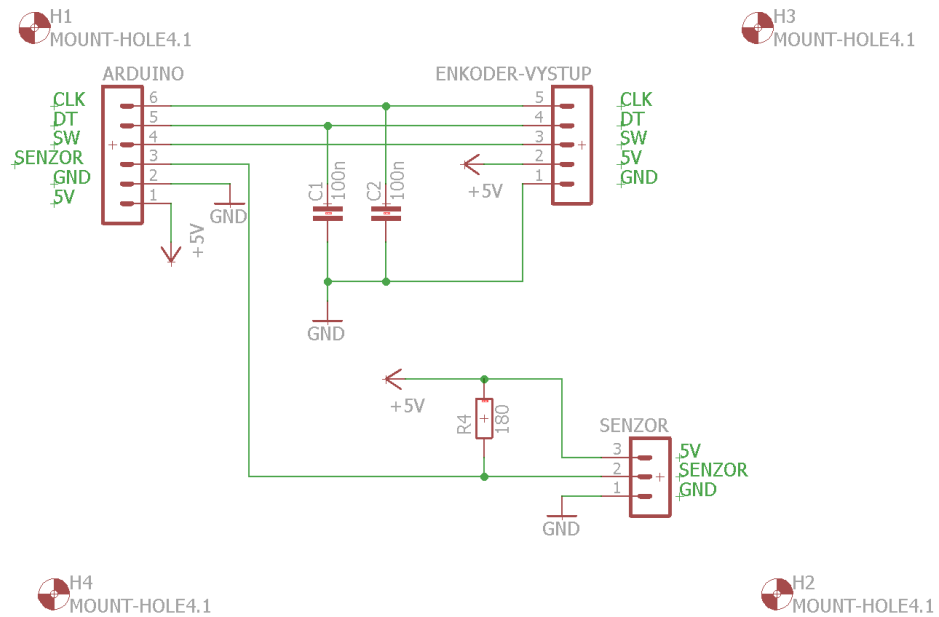 H1
MOUNT-HOLE4.1
H3
MOUNT-HOLE4.1
ARDUINO
ENKODER-VYSTUP
CLK
6
5
CLK
DT
5
4
DT
SW
4
3
SW
SENZOR
3
2
5V
GND
2
1
GND
5V
1
+5V
GND
+5V
C1
100n
C2
100n
GND
+5V
R4
180
SENZOR
3
5V
2
SENZOR
1
GND
GND
H4
MOUNT-HOLE4.1
H2
MOUNT-HOLE4.1